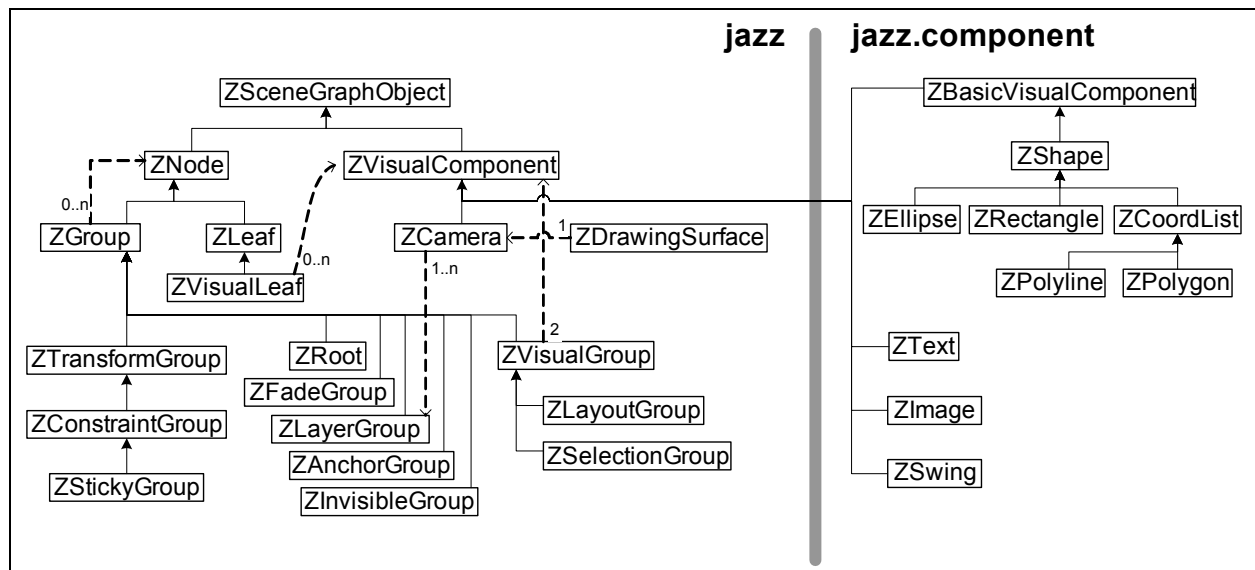 jazz jazz.component
ZSceneGraphObject ZBasicVisualComponent
ZNode ZVisualComponent ZShape
0..n
ZEllipse ZRectangle ZCoordList
ZGroup ZLeaf ZCamera 1 ZDrawingSurface
0..n 1..n
ZVisualLeaf ZPolyline ZPolygon
2
ZTransformGroup ZRoot ZVisualGroup ZText
ZFadeGroup
ZConstraintGroup ZLayerGroup ZLayoutGroup ZImage
ZAnchorGroup ZSelectionGroup
ZStickyGroup ZInvisibleGroup ZSwing